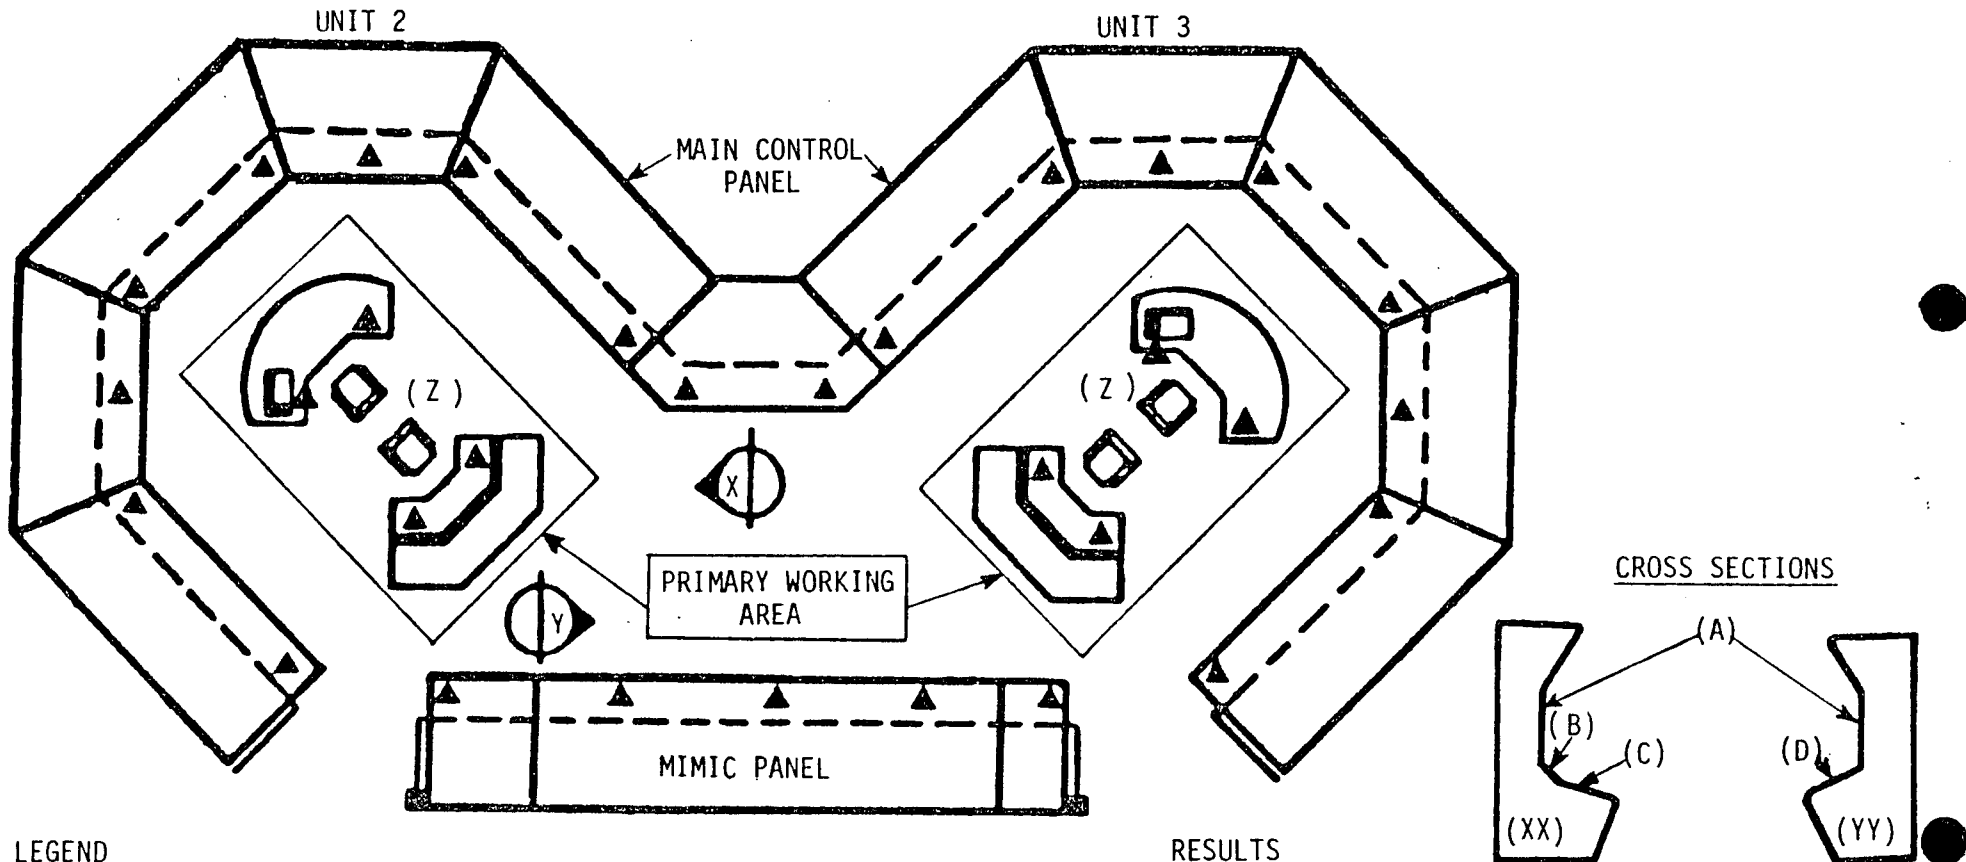 UNIT 2
UNIT 3
MAIN CONTROL
PANEL
(Z)
(Z)
X
PRIMARY WORKING
AREA
Y
CROSS SECTIONS
(A)
(B)
(C)
(D)
MIMIC PANEL
(XX)
(YY)
LEGEND
RESULTS